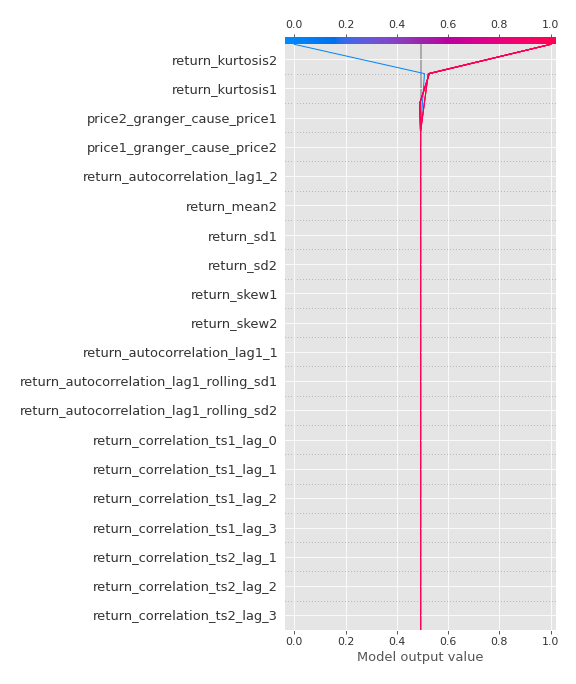 0.0 0.2 0.4 0.6 0.8 1.0
return_kurtosis2
return_kurtosis1
price2_granger_cause_price1
price1_granger_cause_price2
return_autocorrelation_lag1_2
return_mean2
return_sd1
return_sd2
return_skew1
return_skew2
return_autocorrelation_lag1_1
return_autocorrelation_lag1_rolling_sd1
return_autocorrelation_lag1_rolling_sd2
return_correlation_ts1_lag_0
return_correlation_ts1_lag_1
return_correlation_ts1_lag_2
return_correlation_ts1_lag_3
return_correlation_ts2_lag_1
return_correlation_ts2_lag_2
return_correlation_ts2_lag_3
0.0 0.2 0.4 0.6 0.8 1.0
Model output value